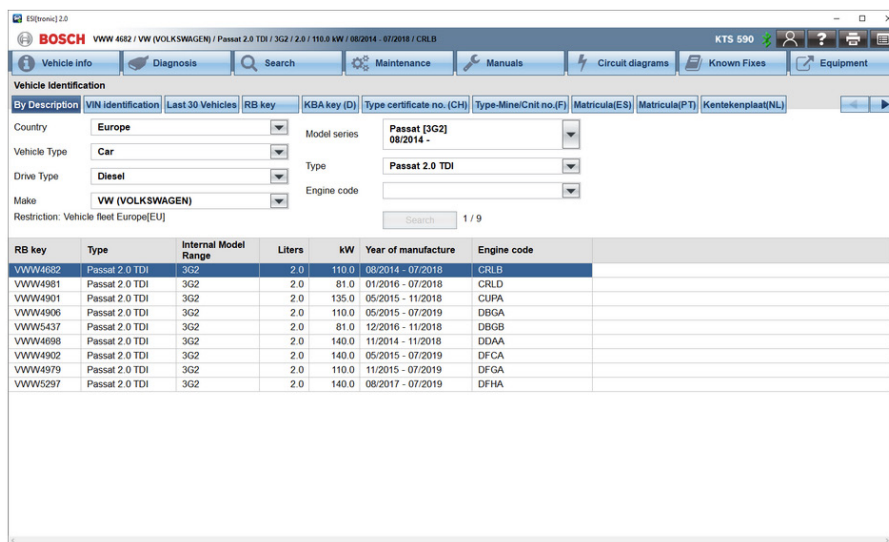 ESI[tronic] 2.0
BOSCH VWW 4682 / VW (VOLKSWAGEN) / Passat 2.0 TDI / 3G2 / 2.0 / 110.0 kW / 08/2014 - 07/2018 / CRLB KTS 590 ?
Vehicle info Diagnosis Search Maintenance Manuals Circuit diagrams Known Fixes Equipment
Vehicle Identification
By Description VIN identification Last 30 Vehicles RB key KBA key (D) Type certificate no. (CH) Type-Mine/Cnit no.(F) Matricula(ES) Matricula(PT) Kentekenplaat(NL)
Country Europe
Vehicle Type Car
Drive Type Diesel
Make VW (VOLKSWAGEN)
Model series Passat [3G2]
08/2014 -
Type Passat 2.0 TDI
Engine code
Restriction: Vehicle fleet Europe[EU]
Search 1 / 9
RB key Type Internal Model Range Liters kW Year of manufacture Engine code
VWW4682 Passat 2.0 TDI 3G2 2.0 110.0 08/2014 - 07/2018 CRLB
VWW4981 Passat 2.0 TDI 3G2 2.0 81.0 01/2016 - 07/2018 CRLD
VWW4901 Passat 2.0 TDI 3G2 2.0 135.0 05/2015 - 11/2018 CUPA
VWW4906 Passat 2.0 TDI 3G2 2.0 110.0 05/2015 - 07/2019 DBGA
VWW5437 Passat 2.0 TDI 3G2 2.0 81.0 12/2016 - 11/2018 DBGB
VWW4698 Passat 2.0 TDI 3G2 2.0 140.0 11/2014 - 11/2018 DDAA
VWW4902 Passat 2.0 TDI 3G2 2.0 140.0 05/2015 - 07/2019 DFCA
VWW4979 Passat 2.0 TDI 3G2 2.0 110.0 11/2015 - 07/2019 DFGA
VWW5297 Passat 2.0 TDI 3G2 2.0 140.0 08/2017 - 07/2019 DFHA